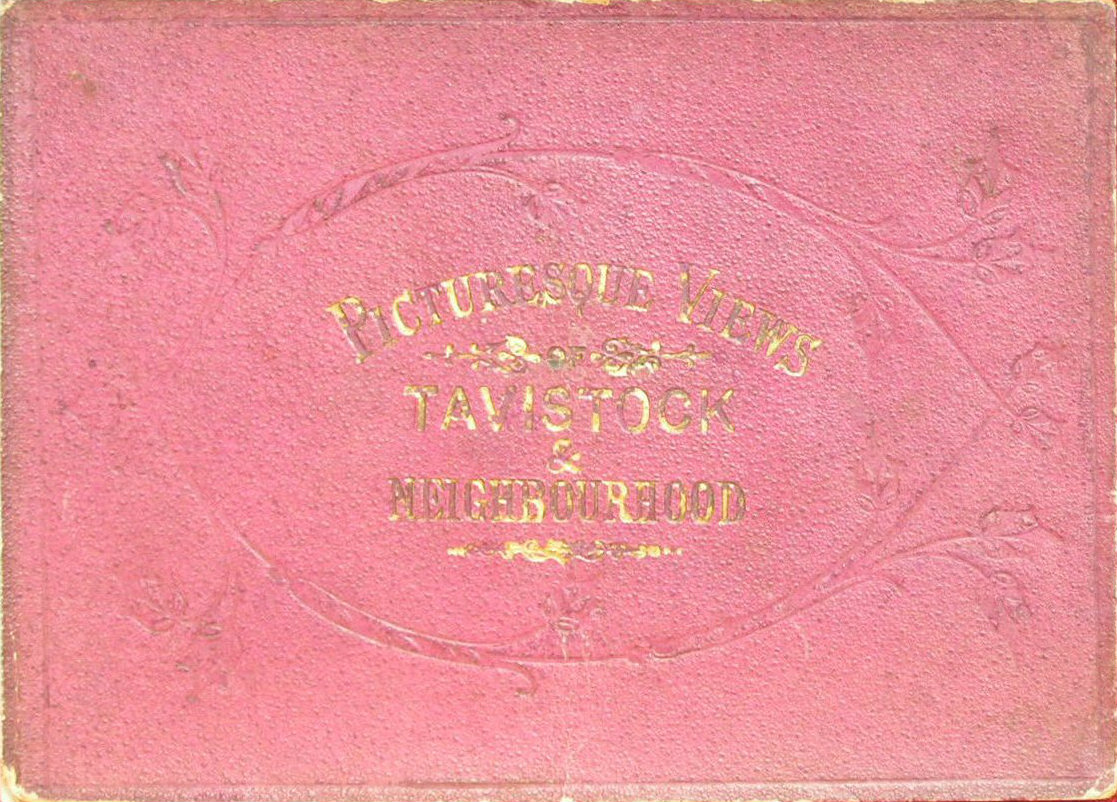 PICTURESQUE VIEWS
OF
TAVISTOCK
&
NEIGHBOURHOOD